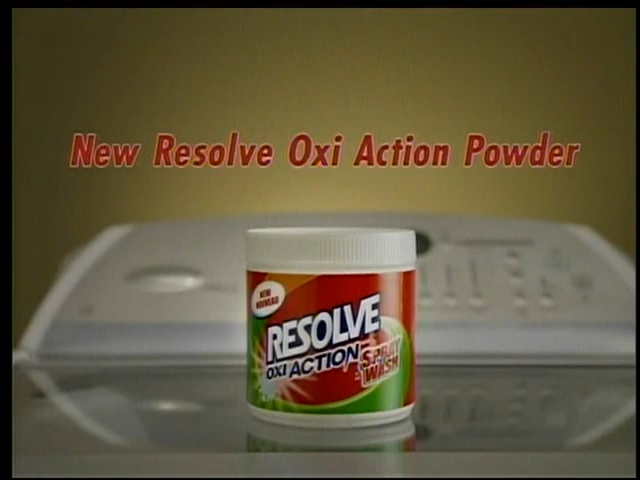 New Resolve Oxi Action Powder
NEW
NOUVEAU
RESOLVE
OXI ACTION
SPRAY
'N WASH